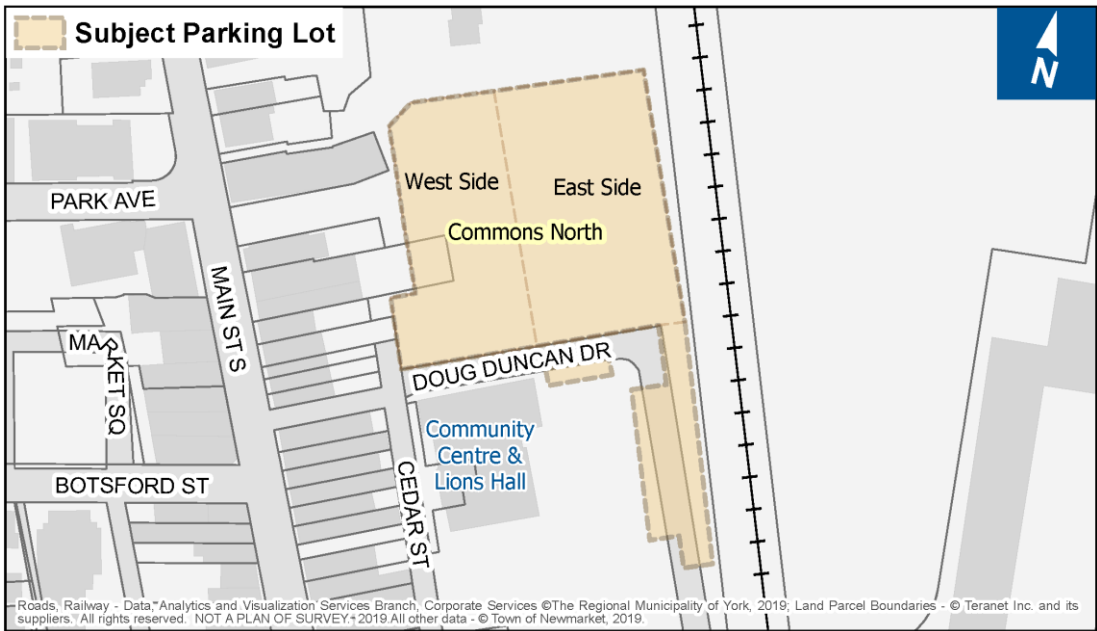 Subject Parking Lot
N
West Side
East Side
PARK AVE
Commons North
MAIN ST S
MARKET SQ
DOUG DUNCAN DR
Community
Centre &
Lions Hall
BOTSFORD ST
CEDAR ST
Roads, Railway - Data, Analytics and Visualization Services Branch, Corporate Services ©The Regional Municipality of York, 2019; Land Parcel Boundaries - © Teranet Inc. and its
suppliers. All rights reserved. NOT A PLAN OF SURVEY. 2019.All other data - © Town of Newmarket, 2019.